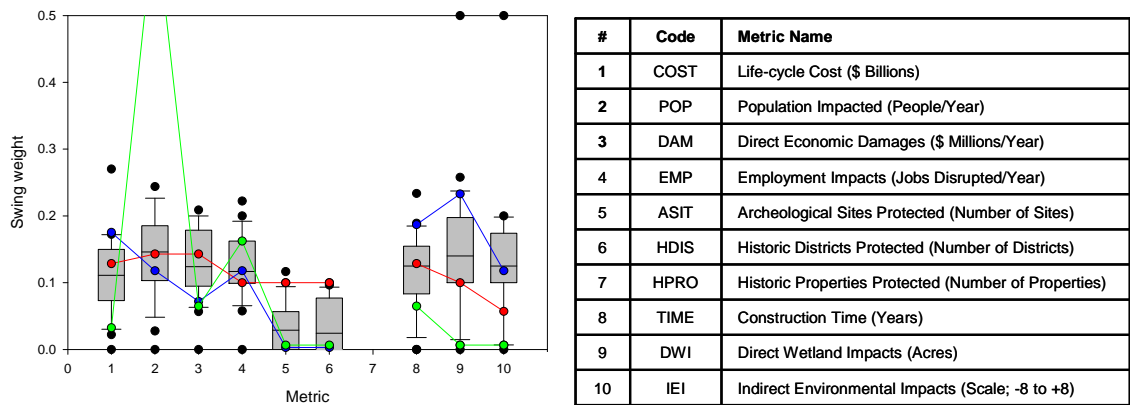 0.5
0.4
0.3
0.2
0.1
0.0
Swing weight
0 1 2 3 4 5 6 7 8 9 10
Metric
# Code Metric Name
1 COST Life-cycle Cost ($ Billions)
2 POP Population Impacted (People/Year)
3 DAM Direct Economic Damages ($ Millions/Year)
4 EMP Employment Impacts (Jobs Disrupted/Year)
5 ASIT Archeological Sites Protected (Number of Sites)
6 HDIS Historic Districts Protected (Number of Districts)
7 HPRO Historic Properties Protected (Number of Properties)
8 TIME Construction Time (Years)
9 DWI Direct Wetland Impacts (Acres)
10 IEI Indirect Environmental Impacts (Scale; -8 to +8)